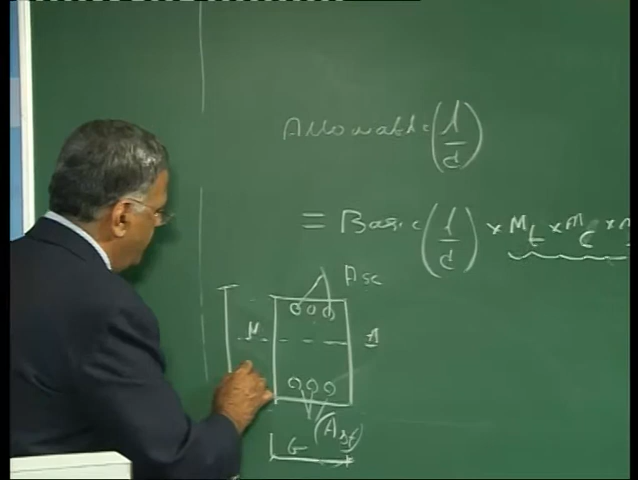 Allowable (l/d)
= Basic (l/d) × Mt × Mc ×
Asc
N A
(Ast)